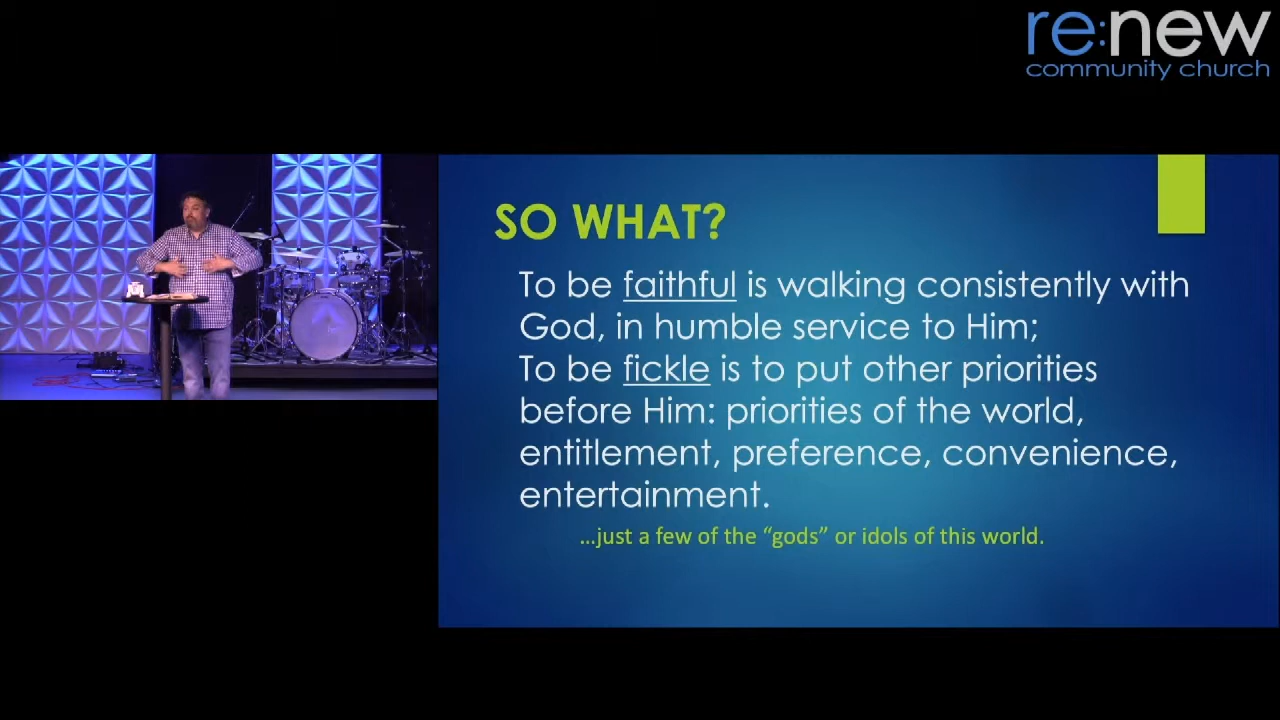 re:new
community church
SO WHAT?
To be faithful is walking consistently with
God, in humble service to Him;
To be fickle is to put other priorities
before Him: priorities of the world,
entitlement, preference, convenience,
entertainment.
...just a few of the “gods” or idols of this world.